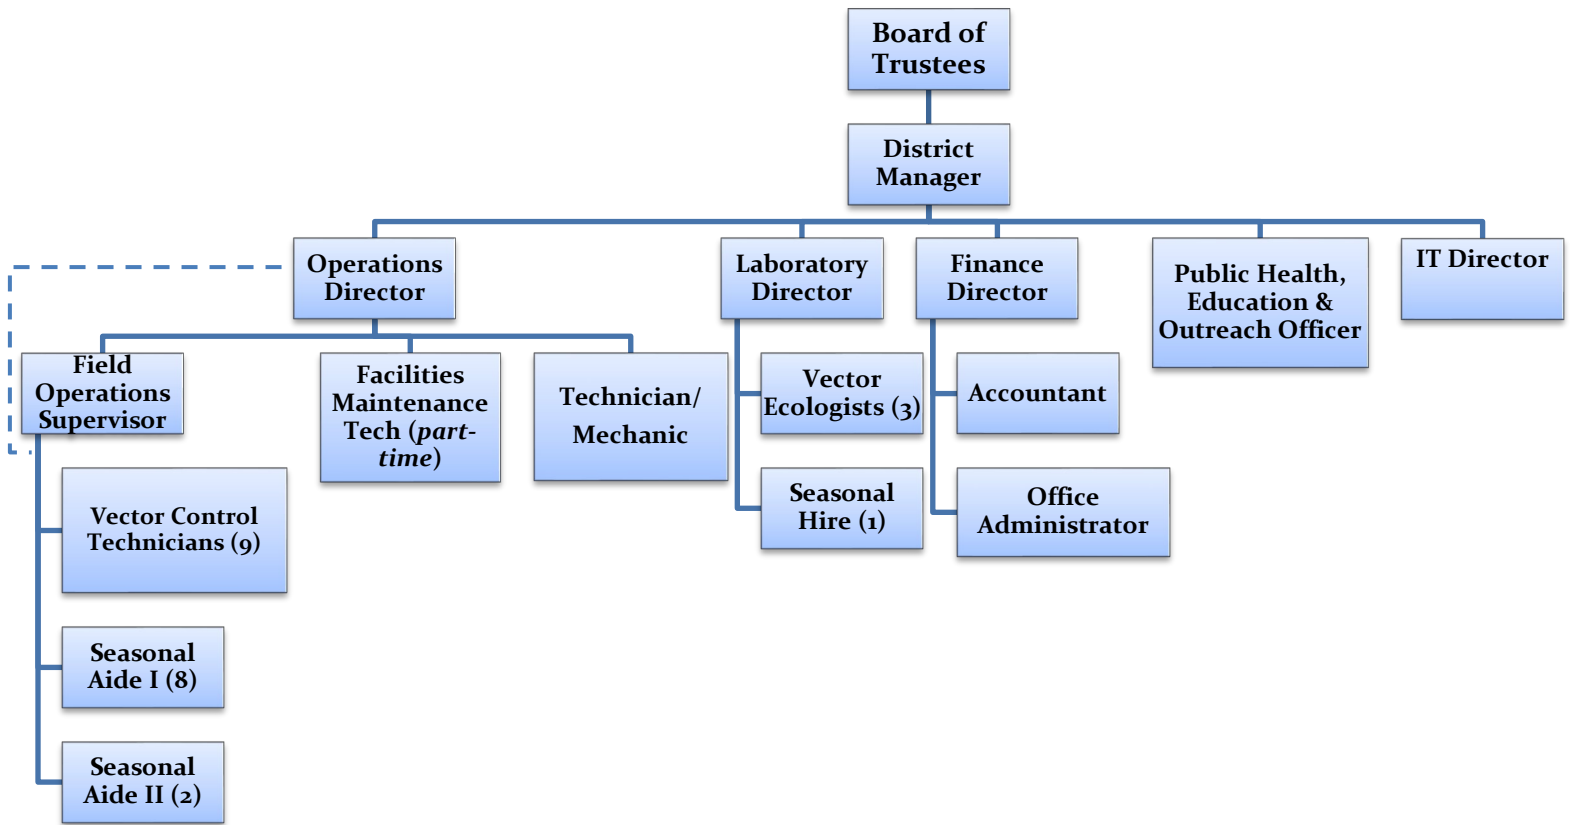 Board of
Trustees
District
Manager
Operations
Director
Laboratory
Director
Finance
Director
Public Health,
Education &
Outreach Officer
IT Director
Field
Operations
Supervisor
Facilities
Maintenance
Tech (part-
time)
Technician/
Mechanic
Vector
Ecologists (3)
Accountant
Vector Control
Technicians (9)
Seasonal
Hire (1)
Office
Administrator
Seasonal
Aide I (8)
Seasonal
Aide II (2)